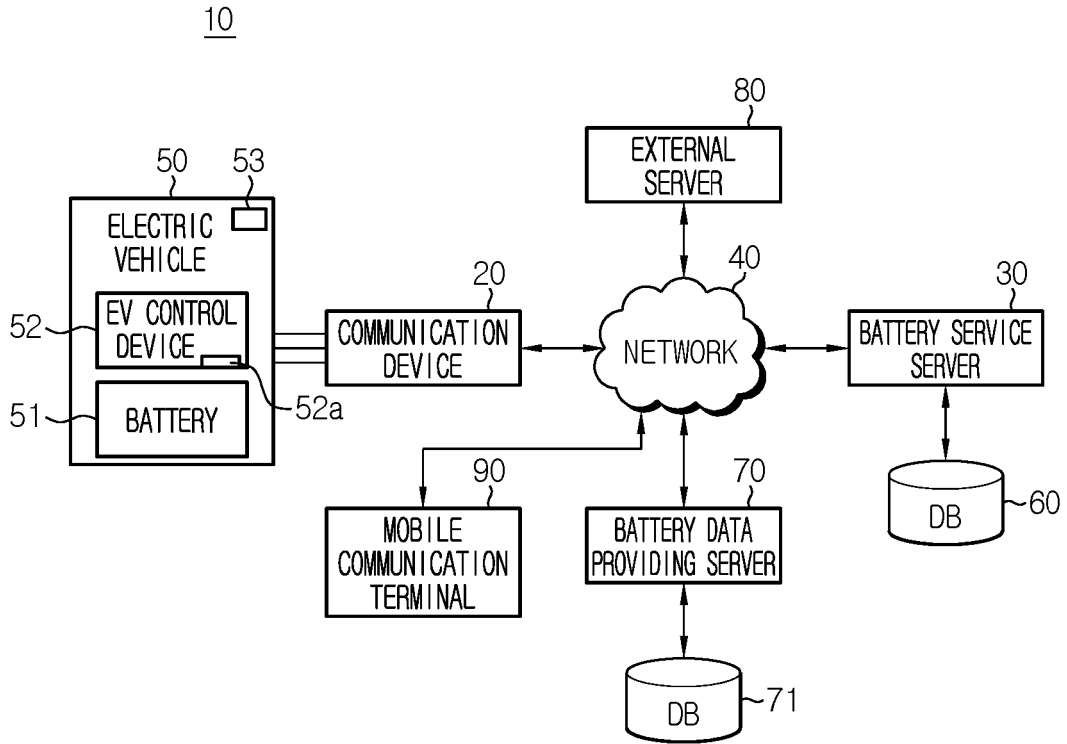 10
80
EXTERNAL
SERVER
50
53
ELECTRIC
VEHICLE
52
EV CONTROL
DEVICE
52a
51
BATTERY
20
COMMUNICATION
DEVICE
40
NETWORK
30
BATTERY SERVICE
SERVER
60
DB
90
MOBILE
COMMUNICATION
TERMINAL
70
BATTERY DATA
PROVIDING SERVER
71
DB